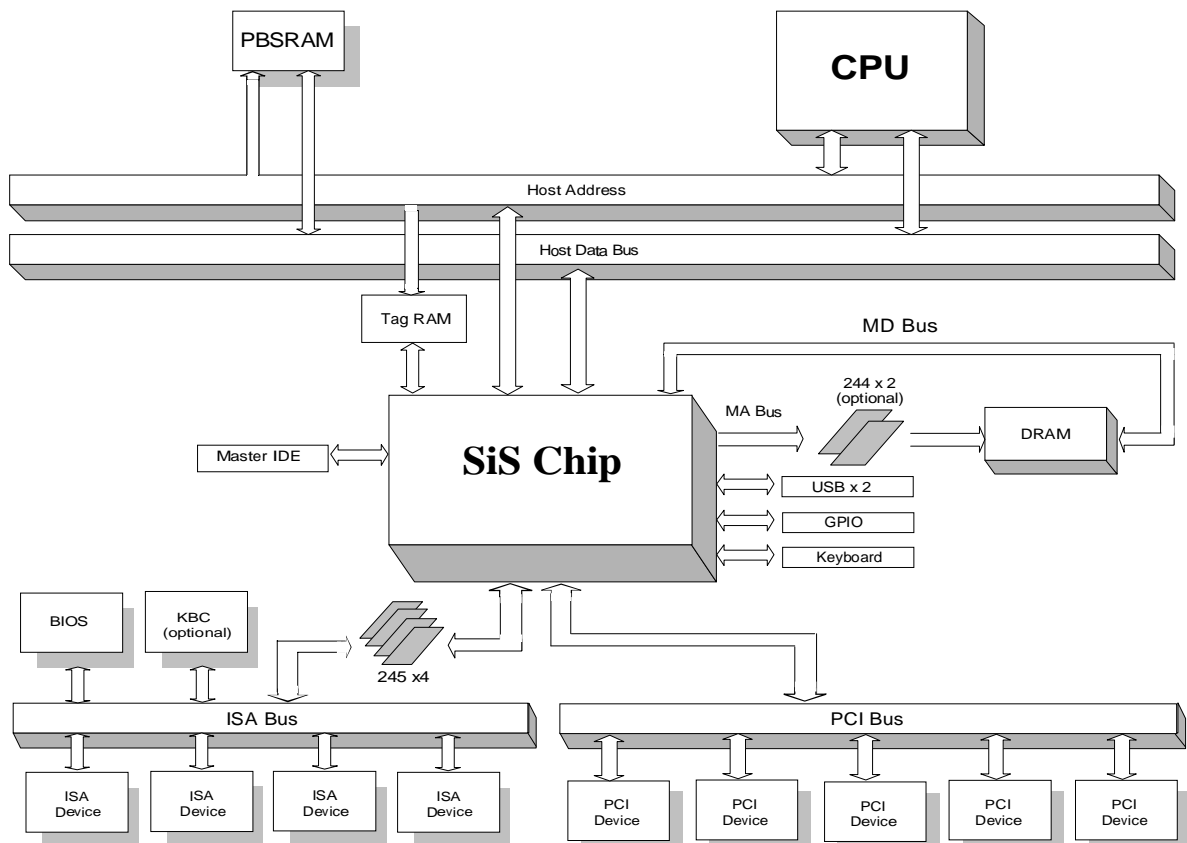 PBSRAM
CPU
Host Address
Host Data Bus
Tag RAM
MD Bus
MA Bus
244 x 2
(optional)
DRAM
Master IDE
SiS Chip
USB x 2
GPIO
Keyboard
BIOS
KBC
(optional)
245 x4
ISA Bus
PCI Bus
ISA
Device
ISA
Device
ISA
Device
ISA
Device
PCI
Device
PCI
Device
PCI
Device
PCI
Device
PCI
Device